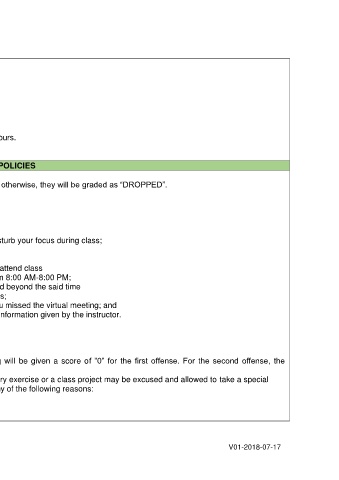 ours.
POLICIES
otherwise, they will be graded as “DROPPED”.
sturb your focus during class;
attend class
m 8:00 AM-8:00 PM;
d beyond the said time
s;
u missed the virtual meeting; and
nformation given by the instructor.
g will be given a score of “0” for the first offense. For the second offense, the
ry exercise or a class project may be excused and allowed to take a special
y of the following reasons:
V01-2018-07-17